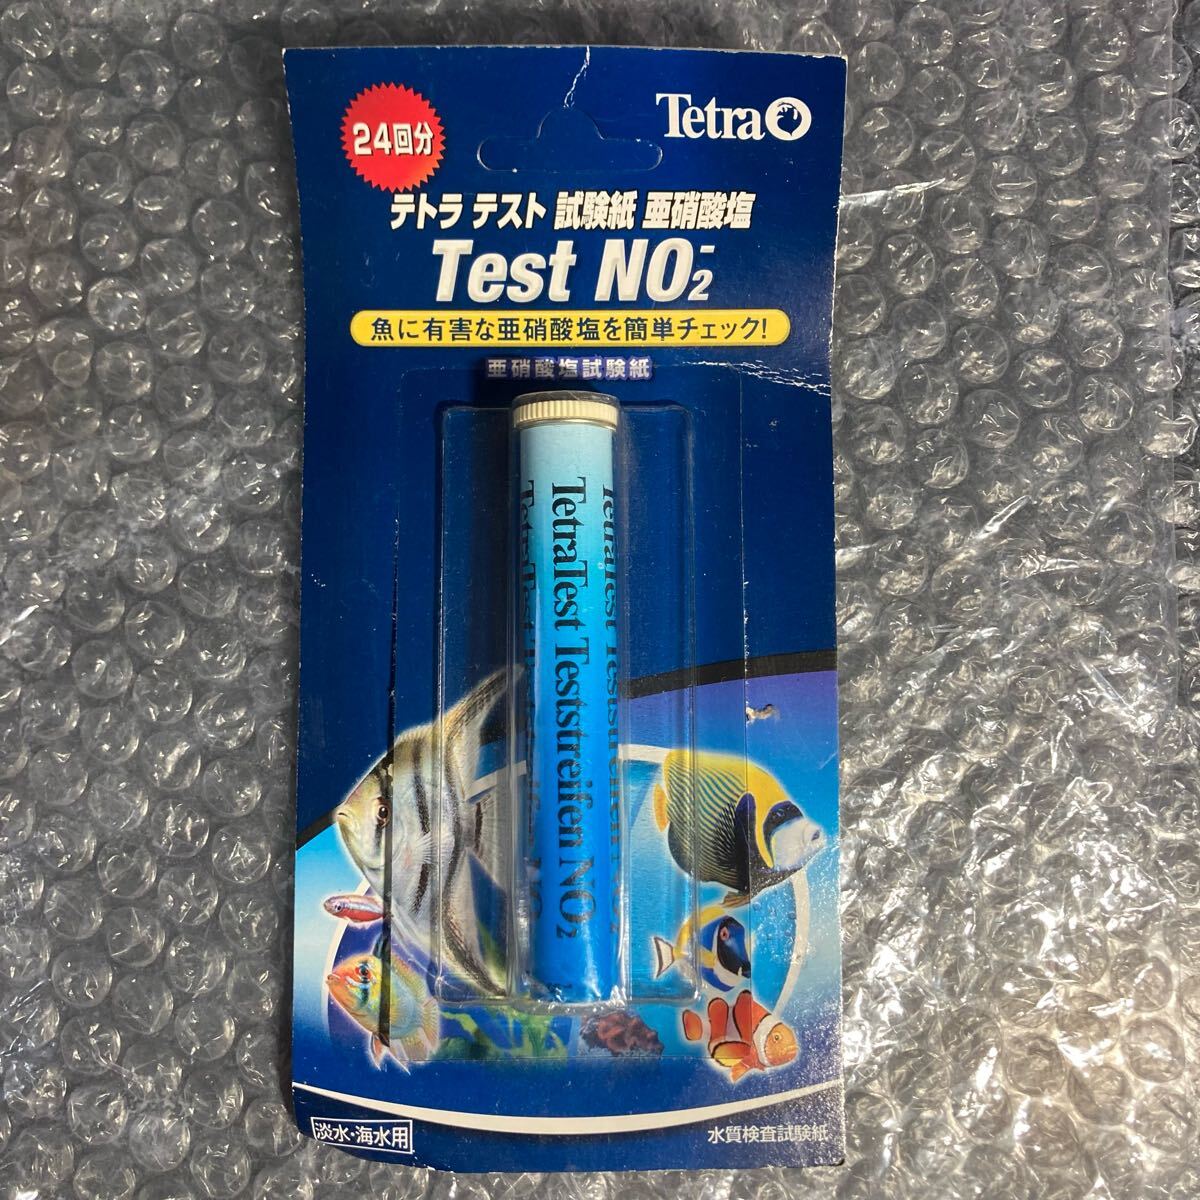 24回分
Tetra
テトラ テスト 試験紙 亜硝酸塩
Test NO₂⁻
魚に有害な亜硝酸塩を簡単チェック!
亜硝酸塩試験紙
TetraTest Teststreifen NO₂
淡水・海水用
水質検査試験紙